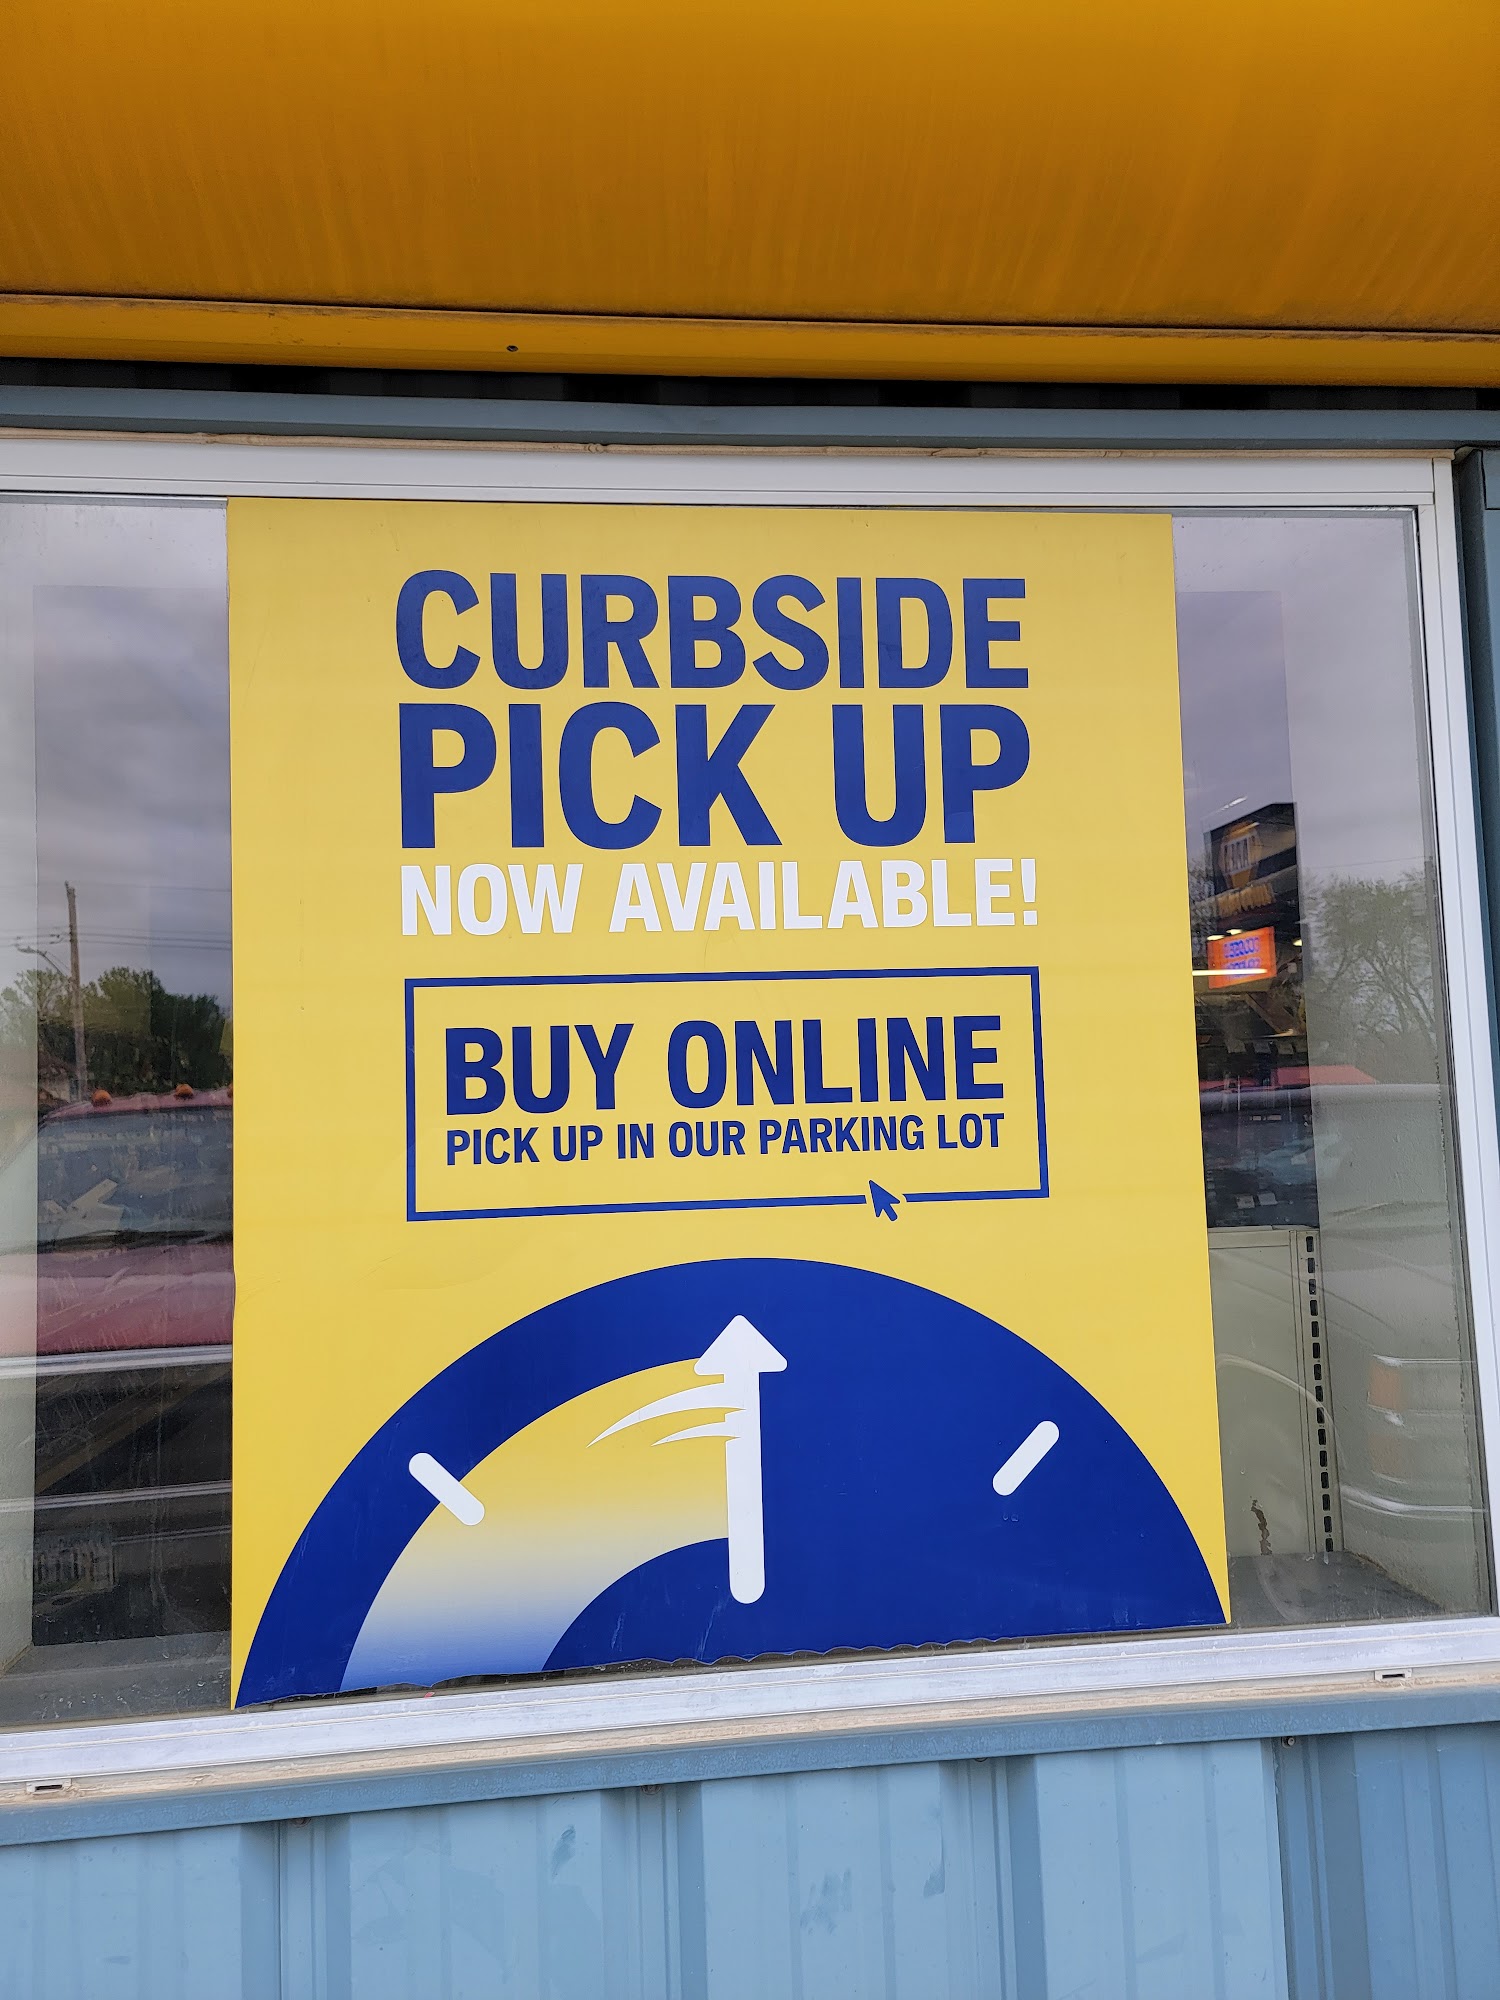 CURBSIDE
PICK UP
NOW AVAILABLE!
BUY ONLINE
PICK UP IN OUR PARKING LOT